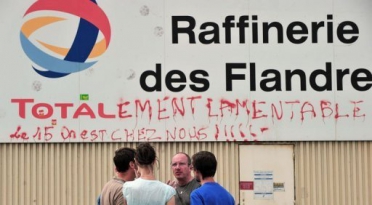 Raffinerie
des Flandre
TOTALEMENT LAMENTABLE
Le 15 On est CHEZ NOUS !!!!!